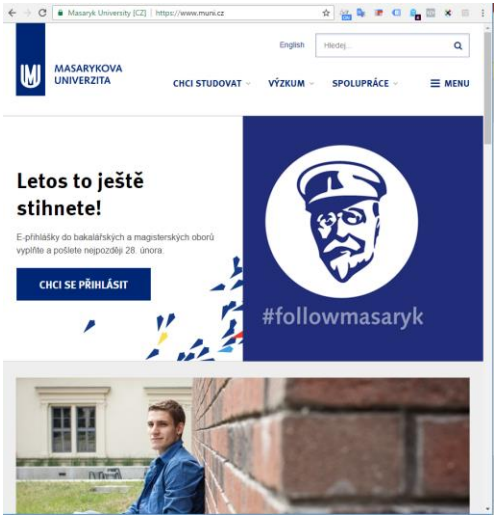 Masaryk University [CZ] | https://www.muni.cz
English
Hledej..
MASARYKOVA
UNIVERZITA
CHCI STUDOVAT
VÝZKUM
SPOLUPRÁCE
MENU
Letos to ještě
stihnete!
E-přihlášky do bakalářských a magisterských oborů
vyplňte a pošlete nejpozději 28. února:
CHCI SE PŘIHLÁSIT
#followmasaryk